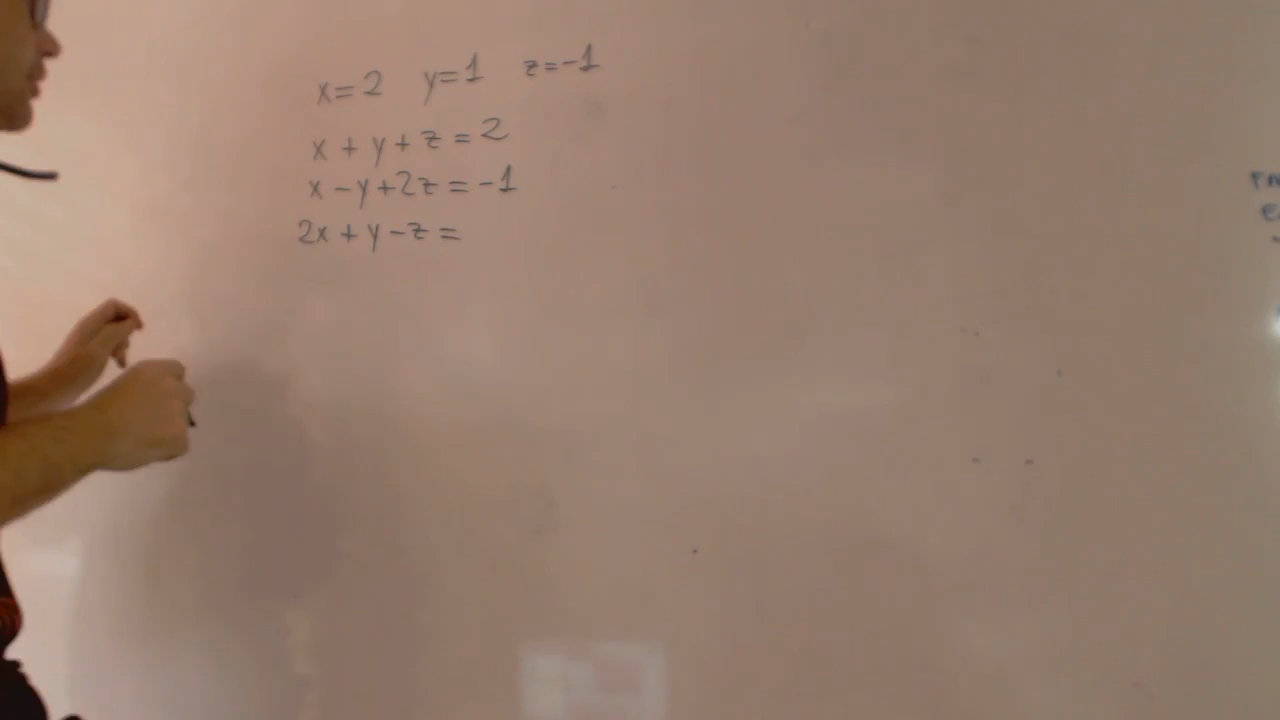 x=2 y=1 z=-1
x+y+z=2
x-y+2z=-1
2x+y-z=